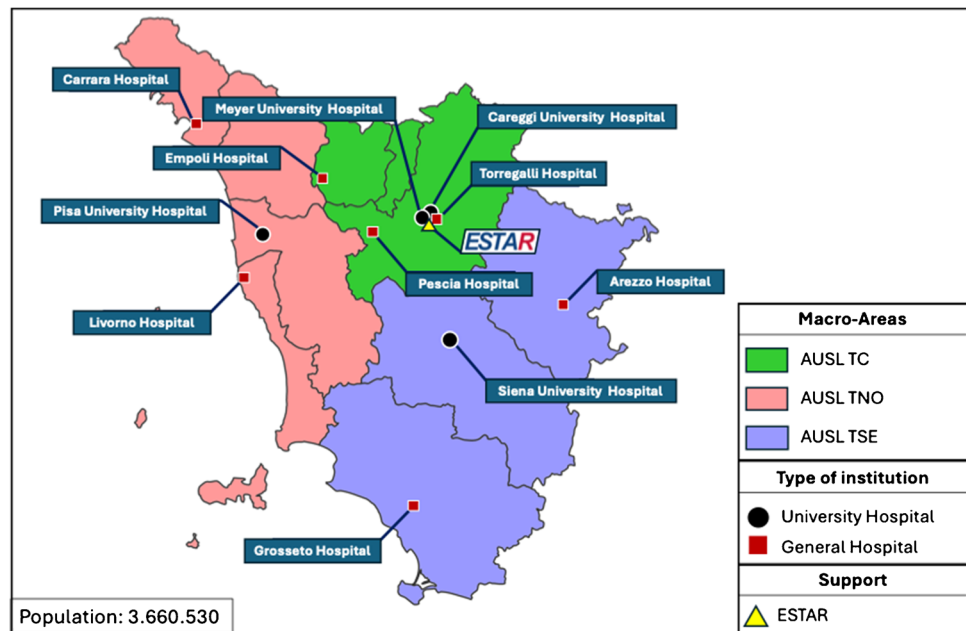 Carrara Hospital
Meyer University Hospital
Careggi University Hospital
Empoli Hospital
Torregalli Hospital
Pisa University Hospital
ESTAR
Pescia Hospital
Arezzo Hospital
Livorno Hospital
Siena University Hospital
Grosseto Hospital
Population: 3.660.530
Macro-Areas
AUSL TC
AUSL TNO
AUSL TSE
Type of institution
University Hospital
General Hospital
Support
ESTAR